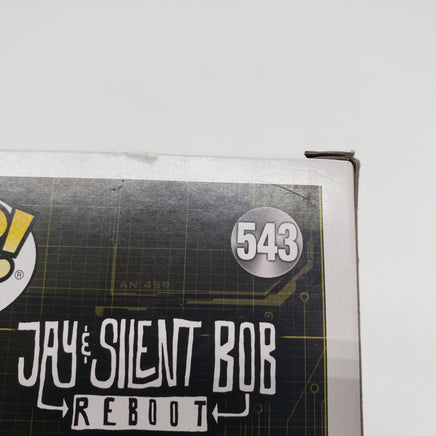 543
P!
®
AN 459
JAY & SILENT BOB
REBOOT